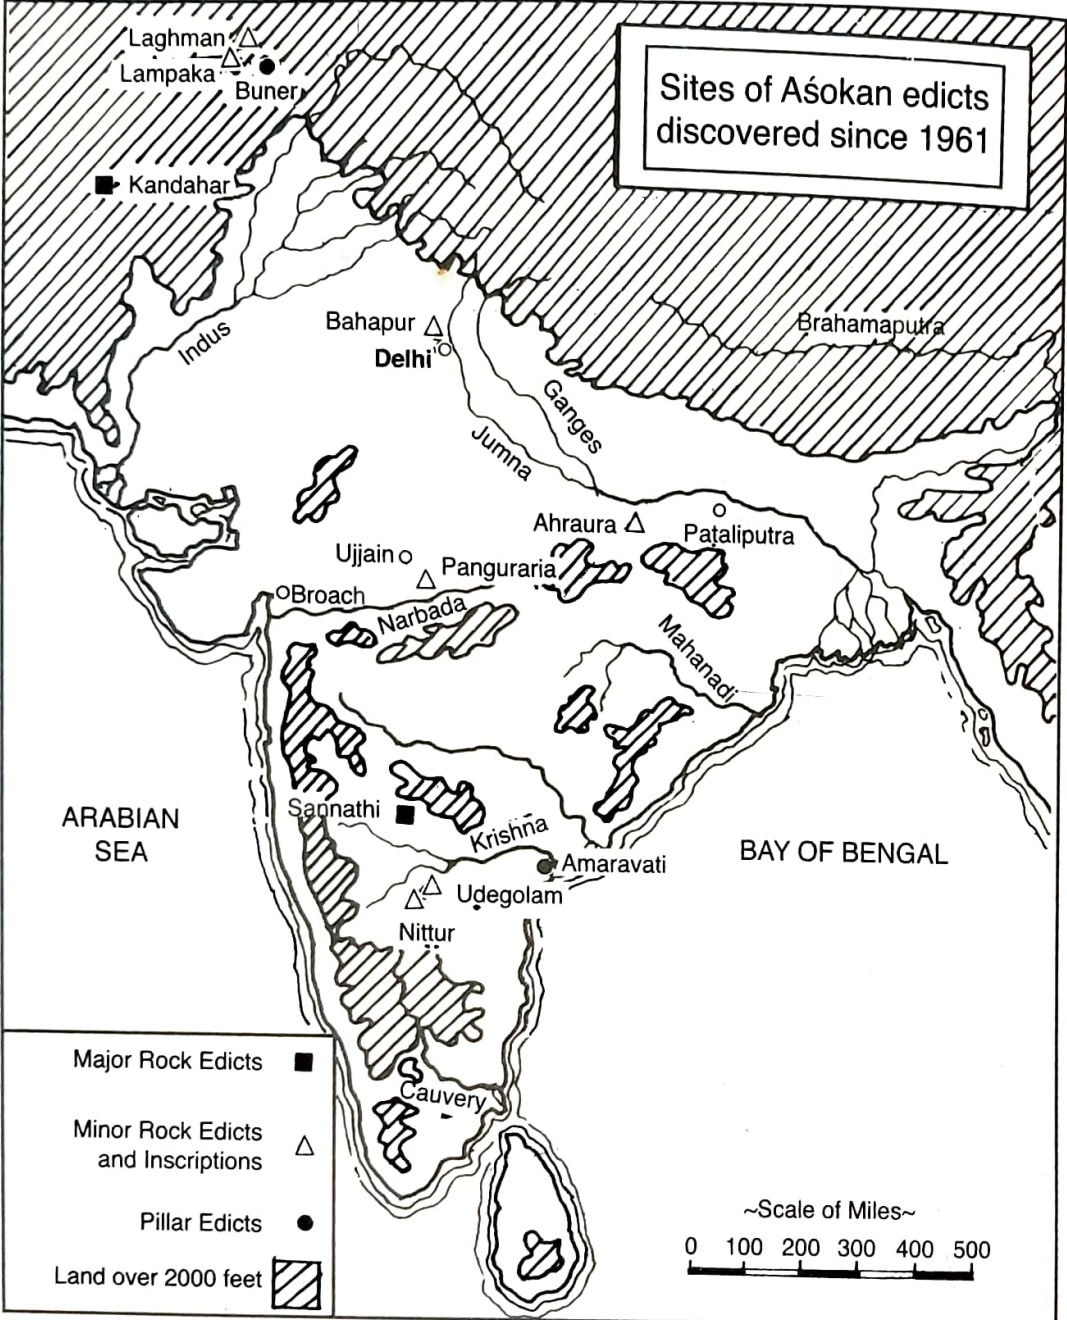 Laghman
Lampaka
Buner
Sites of Aśokan edicts
discovered since 1961
Kandahar
Indus
Bahapur
Delhi
Brahamaputra
Ganges
Jumna
Ahraura
Paṭaliputra
Ujjain
Panguraria
Broach
Narbada
Mahanadi
Sannathi
Krishna
Amaravati
Udegolam
Nittur
ARABIAN
SEA
BAY OF BENGAL
Cauvery
Major Rock Edicts
Minor Rock Edicts
and Inscriptions
Pillar Edicts
Land over 2000 feet
~Scale of Miles~
0 100 200 300 400 500